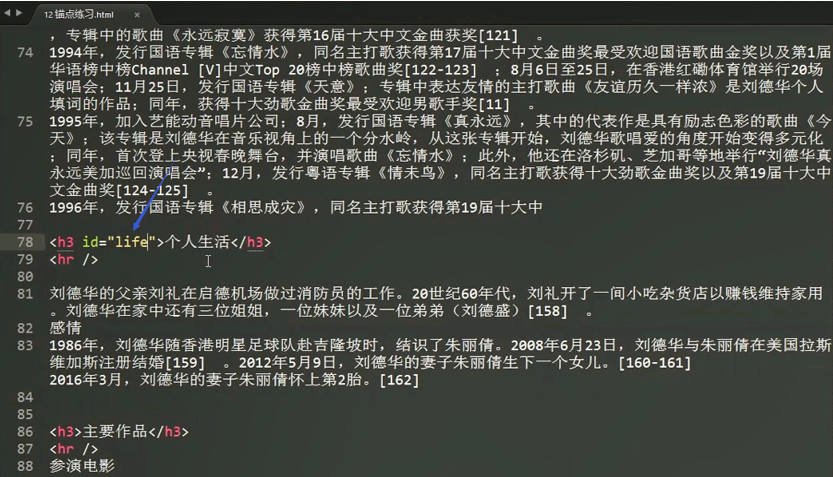 12 锚点练习.html ×
，专辑中的歌曲《永远寂寞》获得第16届十大中文金曲获奖[121] 。
74 1994年，发行国语专辑《忘情水》，同名主打歌获得第17届十大中文金曲奖最受欢迎国语歌曲金奖以及第1届
华语榜中榜Channel [V]中文Top 20榜中榜歌曲奖[122-123] ；8月6日至25日，在香港红磡体育馆举行20场
演唱会；11月25日，发行国语专辑《天意》；专辑中表达友情的主打歌曲《友谊历久一样浓》是刘德华个人
填词的作品；同年，获得十大劲歌金曲奖最受欢迎男歌手奖[11] 。
75 1995年，加入艺能动音唱片公司；8月，发行国语专辑《真永远》，其中的代表作是具有励志色彩的歌曲《今
天》；该专辑是刘德华在音乐视角上的一个分水岭，从这张专辑开始，刘德华歌唱爱的角度开始变得多元化
；同年，首次登上央视春晚舞台，并演唱歌曲《忘情水》；此外，他还在洛杉矶、芝加哥等地举行“刘德华真
永远美加巡回演唱会”；12月，发行粤语专辑《情未鸟》，同名主打歌获得十大劲歌金曲奖以及第19届十大中
文金曲奖[124-125] 。
76 1996年，发行国语专辑《相思成灾》，同名主打歌获得第19届十大中
77
78 <h3 id="life">个人生活</h3>
79 <hr />
80
81 刘德华的父亲刘礼在启德机场做过消防员的工作。20世纪60年代，刘礼开了一间小吃杂货店以赚钱维持家用
。刘德华在家中还有三位姐姐，一位妹妹以及一位弟弟（刘德盛）[158] 。
82 感情
83 1986年，刘德华随香港明星足球队赴吉隆坡时，结识了朱丽倩。2008年6月23日，刘德华与朱丽倩在美国拉斯
维加斯注册结婚[159] 。2012年5月9日，刘德华的妻子朱丽倩生下一个女儿。[160-161]
2016年3月，刘德华的妻子朱丽倩怀上第2胎。[162]
84
85
86 <h3>主要作品</h3>
87 <hr />
88 参演电影